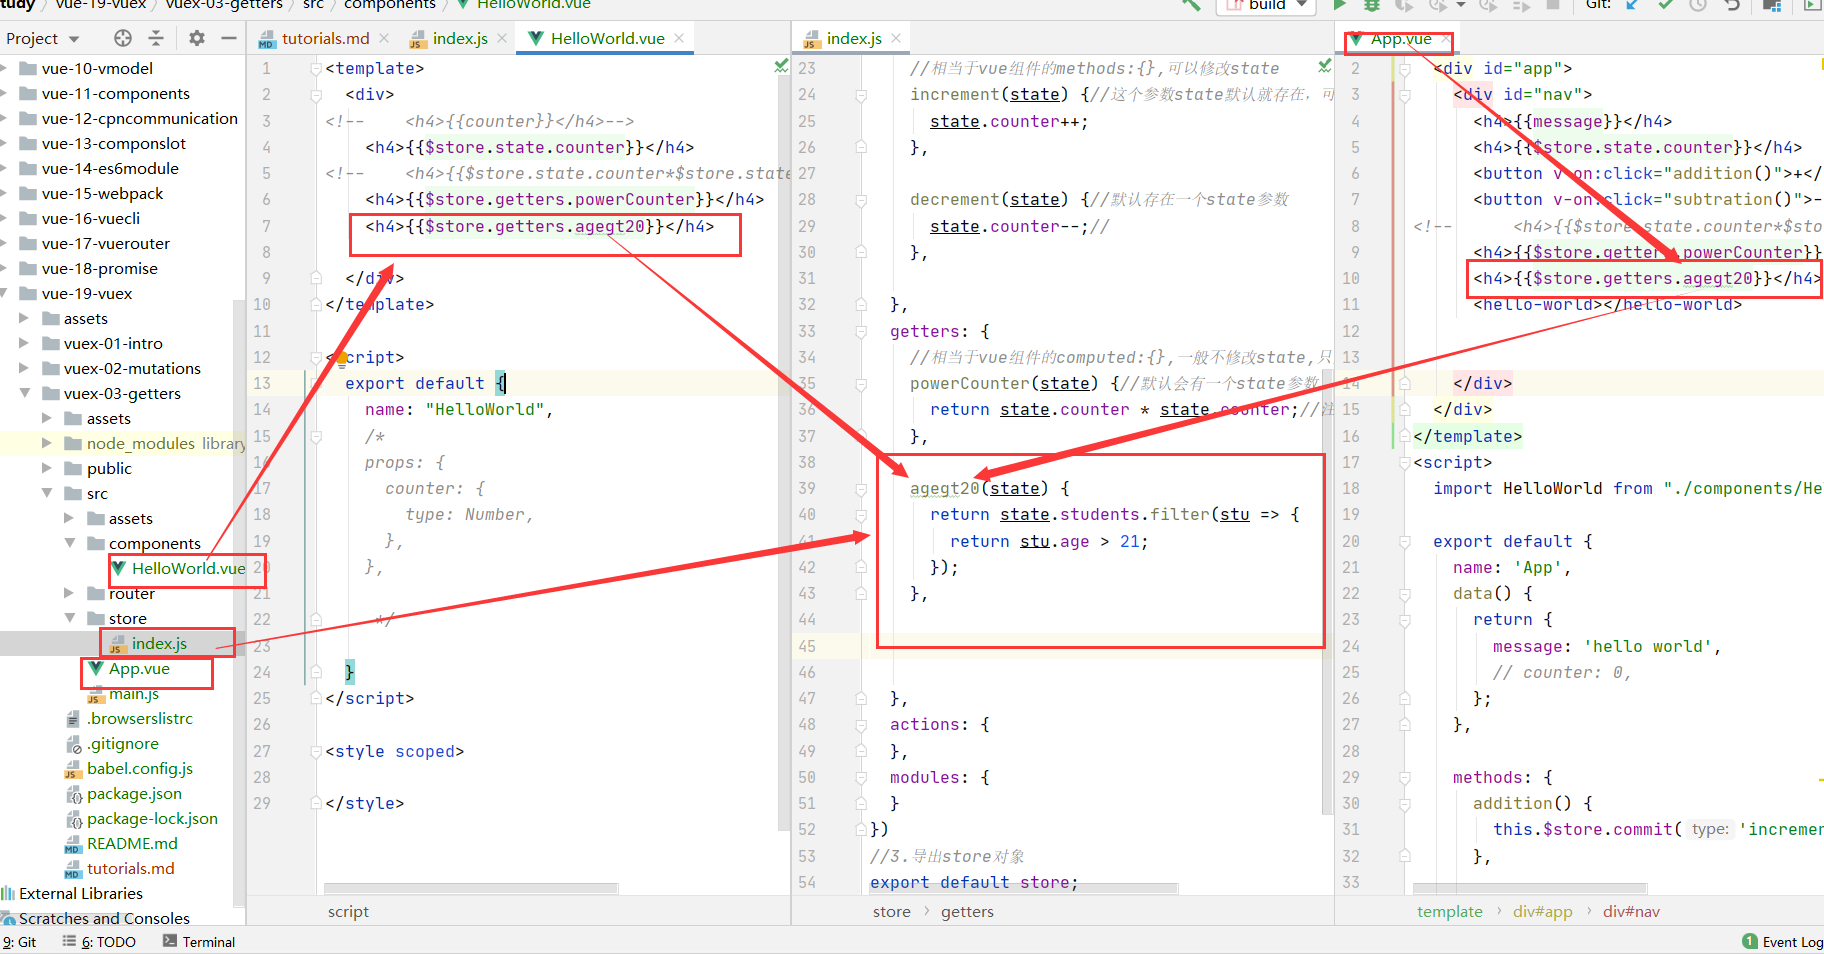 tudy > vue-19-vuex > vuex-03-getters > src > components > HelloWorld.vue
build
Git:
Project
tutorials.md
index.js
HelloWorld.vue
index.js
App.vue
vue-10-vmodel
vue-11-components
vue-12-cpncommunication
vue-13-componslot
vue-14-es6module
vue-15-webpack
vue-16-vuecli
vue-17-vuerouter
vue-18-promise
vue-19-vuex
assets
vuex-01-intro
vuex-02-mutations
vuex-03-getters
assets
node_modules library
public
src
assets
components
HelloWorld.vue
router
store
index.js
App.vue
main.js
.browserslistrc
.gitignore
babel.config.js
package.json
package-lock.json
README.md
tutorials.md
External Libraries
Scratches and Consoles
1 <template>
2 <div>
3 <!-- <h4>{{counter}}</h4>-->
4 <h4>{{$store.state.counter}}</h4>
5 <!-- <h4>{{$store.state.counter*$store.state
6 <h4>{{$store.getters.powerCounter}}</h4>
7 <h4>{{$store.getters.agegt20}}</h4>
8
9 </div>
10 </template>
11
12 <script>
13 export default {
14 name: "HelloWorld",
15 /*
16 props: {
17 counter: {
18 type: Number,
19 },
20 },
21
22 */
23
24 }
25 </script>
26
27 <style scoped>
28
29 </style>
script
23 //相当于vue组件的methods:{},可以修改state
24 increment(state) {//这个参数state默认就存在，可
25 state.counter++;
26 },
27
28 decrement(state) {//默认存在一个state参数
29 state.counter--;//
30 },
31
32 },
33 getters: {
34 //相当于vue组件的computed:{},一般不修改state,只
35 powerCounter(state) {//默认会有一个state参数
36 return state.counter * state.counter;//注
37 },
38
39 agegt20(state) {
40 return state.students.filter(stu => {
41 return stu.age > 21;
42 });
43 },
44
45
46
47 },
48 actions: {
49 },
50 modules: {
51 }
52 })
53 //3.导出store对象
54 export default store;
store > getters
2 <div id="app">
3 <div id="nav">
4 <h4>{{message}}</h4>
5 <h4>{{$store.state.counter}}</h4>
6 <button v-on:click="addition()">+</
7 <button v-on:click="subtration()">-
8 <!-- <h4>{{$store.state.counter*$sto
9 <h4>{{$store.getters.powerCounter}}
10 <h4>{{$store.getters.agegt20}}</h4>
11 <hello-world></hello-world>
12
13
14 </div>
15 </div>
16 </template>
17 <script>
18 import HelloWorld from "./components/He
19
20 export default {
21 name: 'App',
22 data() {
23 return {
24 message: 'hello world',
25 // counter: 0,
26 };
27 },
28
29 methods: {
30 addition() {
31 this.$store.commit( type: 'incremen
32 },
33
template > div#app > div#nav
9: Git
6: TODO
Terminal
1 Event Log